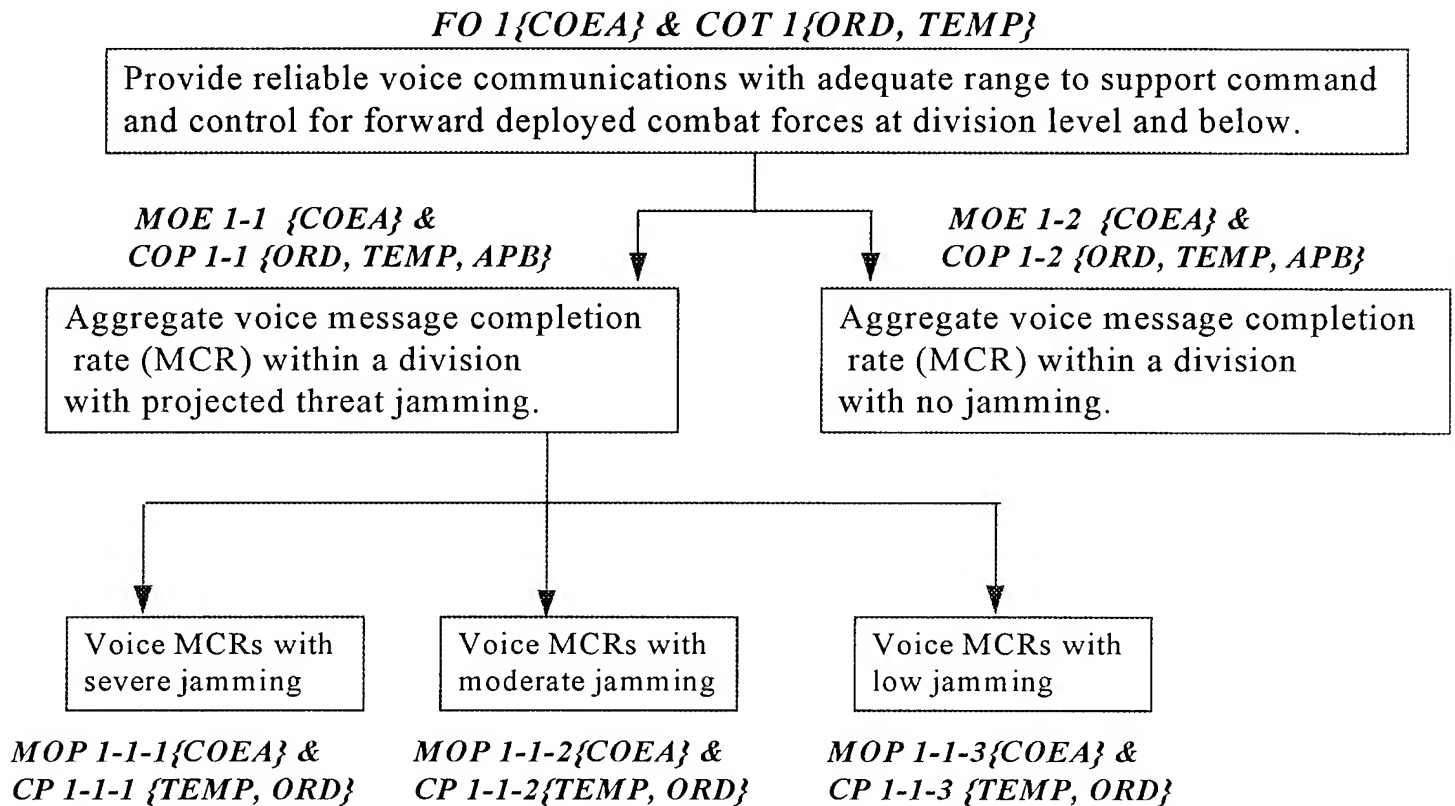 FO 1{COEA} & COT 1{ORD, TEMP}
Provide reliable voice communications with adequate range to support command
and control for forward deployed combat forces at division level and below.
MOE 1-1 {COEA} &
COP 1-1 {ORD, TEMP, APB}
MOE 1-2 {COEA} &
COP 1-2 {ORD, TEMP, APB}
Aggregate voice message completion
rate (MCR) within a division
with projected threat jamming.
Aggregate voice message completion
rate (MCR) within a division
with no jamming.
Voice MCRs with
severe jamming
Voice MCRs with
moderate jamming
Voice MCRs with
low jamming
MOP 1-1-1{COEA} &
CP 1-1-1 {TEMP, ORD}
MOP 1-1-2{COEA} &
CP 1-1-2{TEMP, ORD}
MOP 1-1-3{COEA} &
CP 1-1-3 {TEMP, ORD}